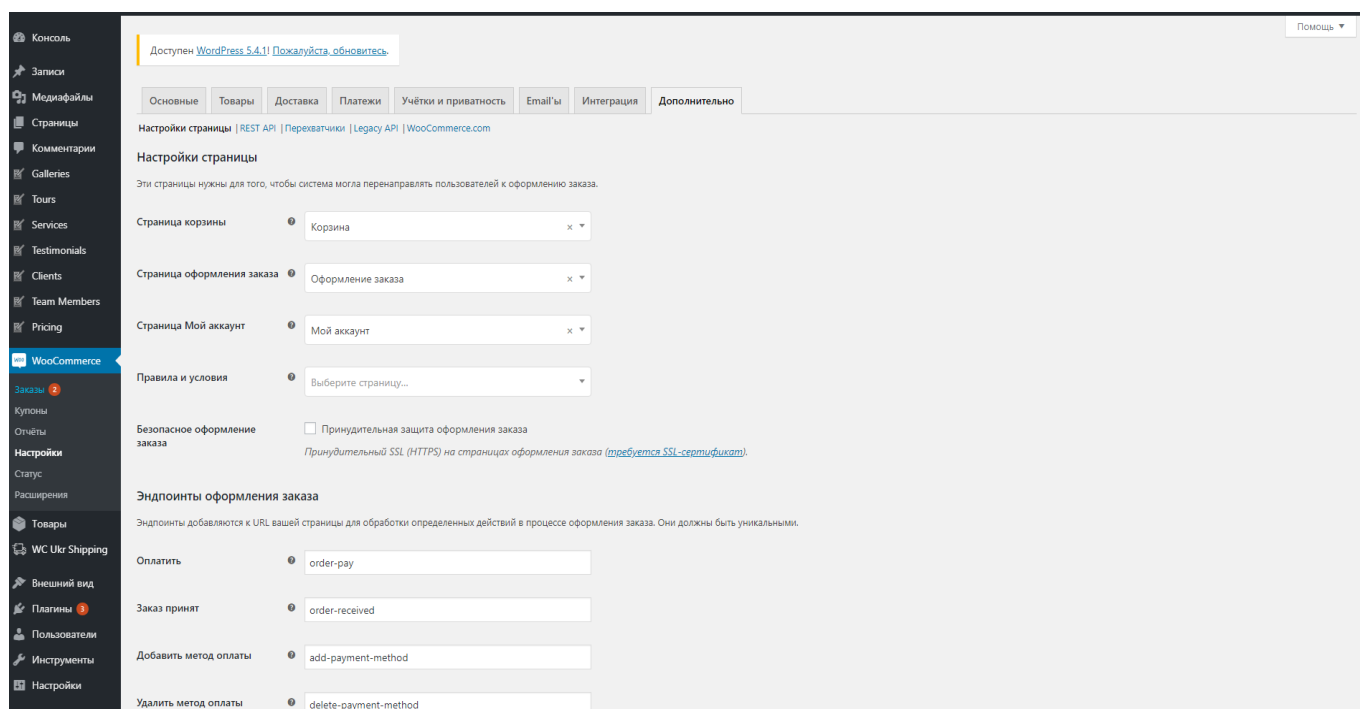 Помощь
Консоль
Записи
Медиафайлы
Страницы
Комментарии
Galleries
Tours
Services
Testimonials
Clients
Team Members
Pricing
WooCommerce
Заказы 2
Купоны
Отчёты
Настройки
Статус
Расширения
Товары
WC Ukr Shipping
Внешний вид
Плагины 3
Пользователи
Инструменты
Настройки
Доступен WordPress 5.4.1! Пожалуйста, обновитесь.
Основные Товары Доставка Платежи Учётки и приватность Email'ы Интеграция Дополнительно
Настройки страницы | REST API | Перехватчики | Legacy API | WooCommerce.com
Настройки страницы
Эти страницы нужны для того, чтобы система могла перенаправлять пользователей к оформлению заказа.
Страница корзины Корзина ×
Страница оформления заказа Оформление заказа ×
Страница Мой аккаунт Мой аккаунт ×
Правила и условия Выберите страницу...
Безопасное оформление
заказа
Принудительная защита оформления заказа
Принудительный SSL (HTTPS) на страницах оформления заказа (требуется SSL-сертификат).
Эндпоинты оформления заказа
Эндпоинты добавляются к URL вашей страницы для обработки определенных действий в процессе оформления заказа. Они должны быть уникальными.
Оплатить order-pay
Заказ принят order-received
Добавить метод оплаты add-payment-method
Удалить метод оплаты delete-payment-method